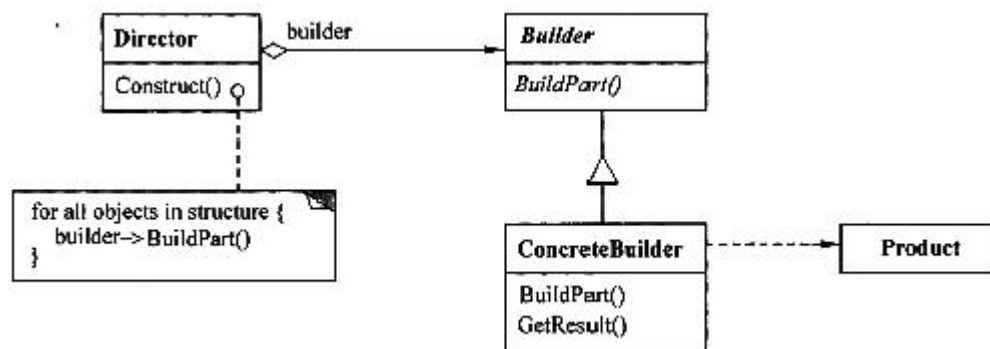 Director
Construct()
builder
Builder
BuildPart()
for all objects in structure {
builder->BuildPart()
}
ConcreteBuilder
BuildPart()
GetResult()
Product